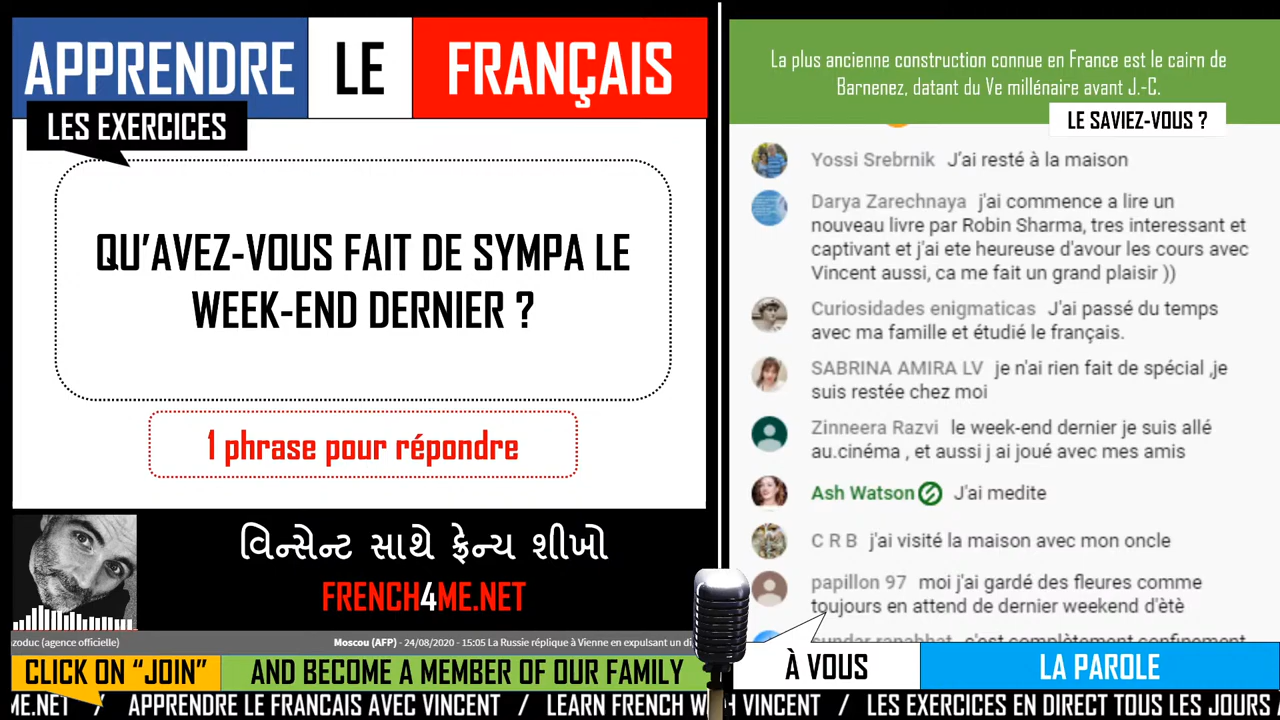 APPRENDRE LE FRANÇAIS
LES EXERCICES
QU'AVEZ-VOUS FAIT DE SYMPA LE
WEEK-END DERNIER ?
1 phrase pour répondre
વિન્સેન્ટ સાથે ફ્રેન્ચ શીખો
FRENCH4ME.NET
La plus ancienne construction connue en France est le cairn de
Barnenez, datant du Ve millénaire avant J.-C.
LE SAVIEZ-VOUS ?
Yossi Srebrnik J'ai resté à la maison
Darya Zarechnaya j'ai commence a lire un
nouveau livre par Robin Sharma, tres interessant et
captivant et j'ai ete heureuse d'avour les cours avec
Vincent aussi, ca me fait un grand plaisir ))
Curiosidades enigmaticas J'ai passé du temps
avec ma famille et étudié le français.
SABRINA AMIRA LV je n'ai rien fait de spécial ,je
suis restée chez moi
Zinneera Razvi le week-end dernier je suis allé
au.cinéma , et aussi j ai joué avec mes amis
Ash Watson J'ai medite
C R B j'ai visité la maison avec mon oncle
papillon 97 moi j'ai gardé des fleures comme
toujours en attend de dernier weekend d'ètè
(agence officielle) Moscou (AFP) - 24/08/2020 - 15:05 La Russie réplique à Vienne en expulsant un
CLICK ON “JOIN” AND BECOME A MEMBER OF OUR FAMILY
À VOUS LA PAROLE
ME.NET / APPRENDRE LE FRANCAIS AVEC VINCENT / LEARN FRENCH VINCENT / LES EXERCICES EN DIRECT TOUS LES JOURS